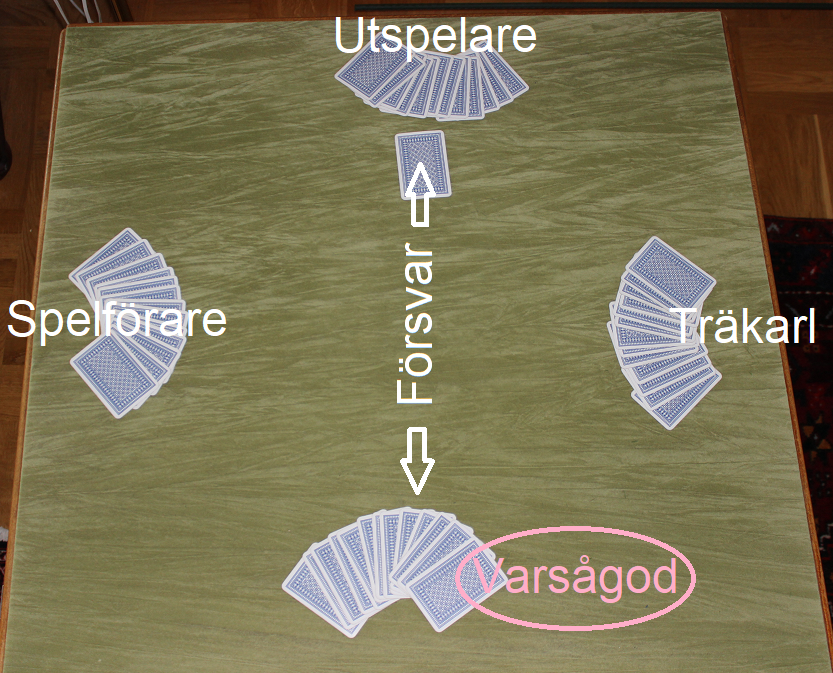 Utspelare
Försvar
Spelförare
Träkarl
Varsågod